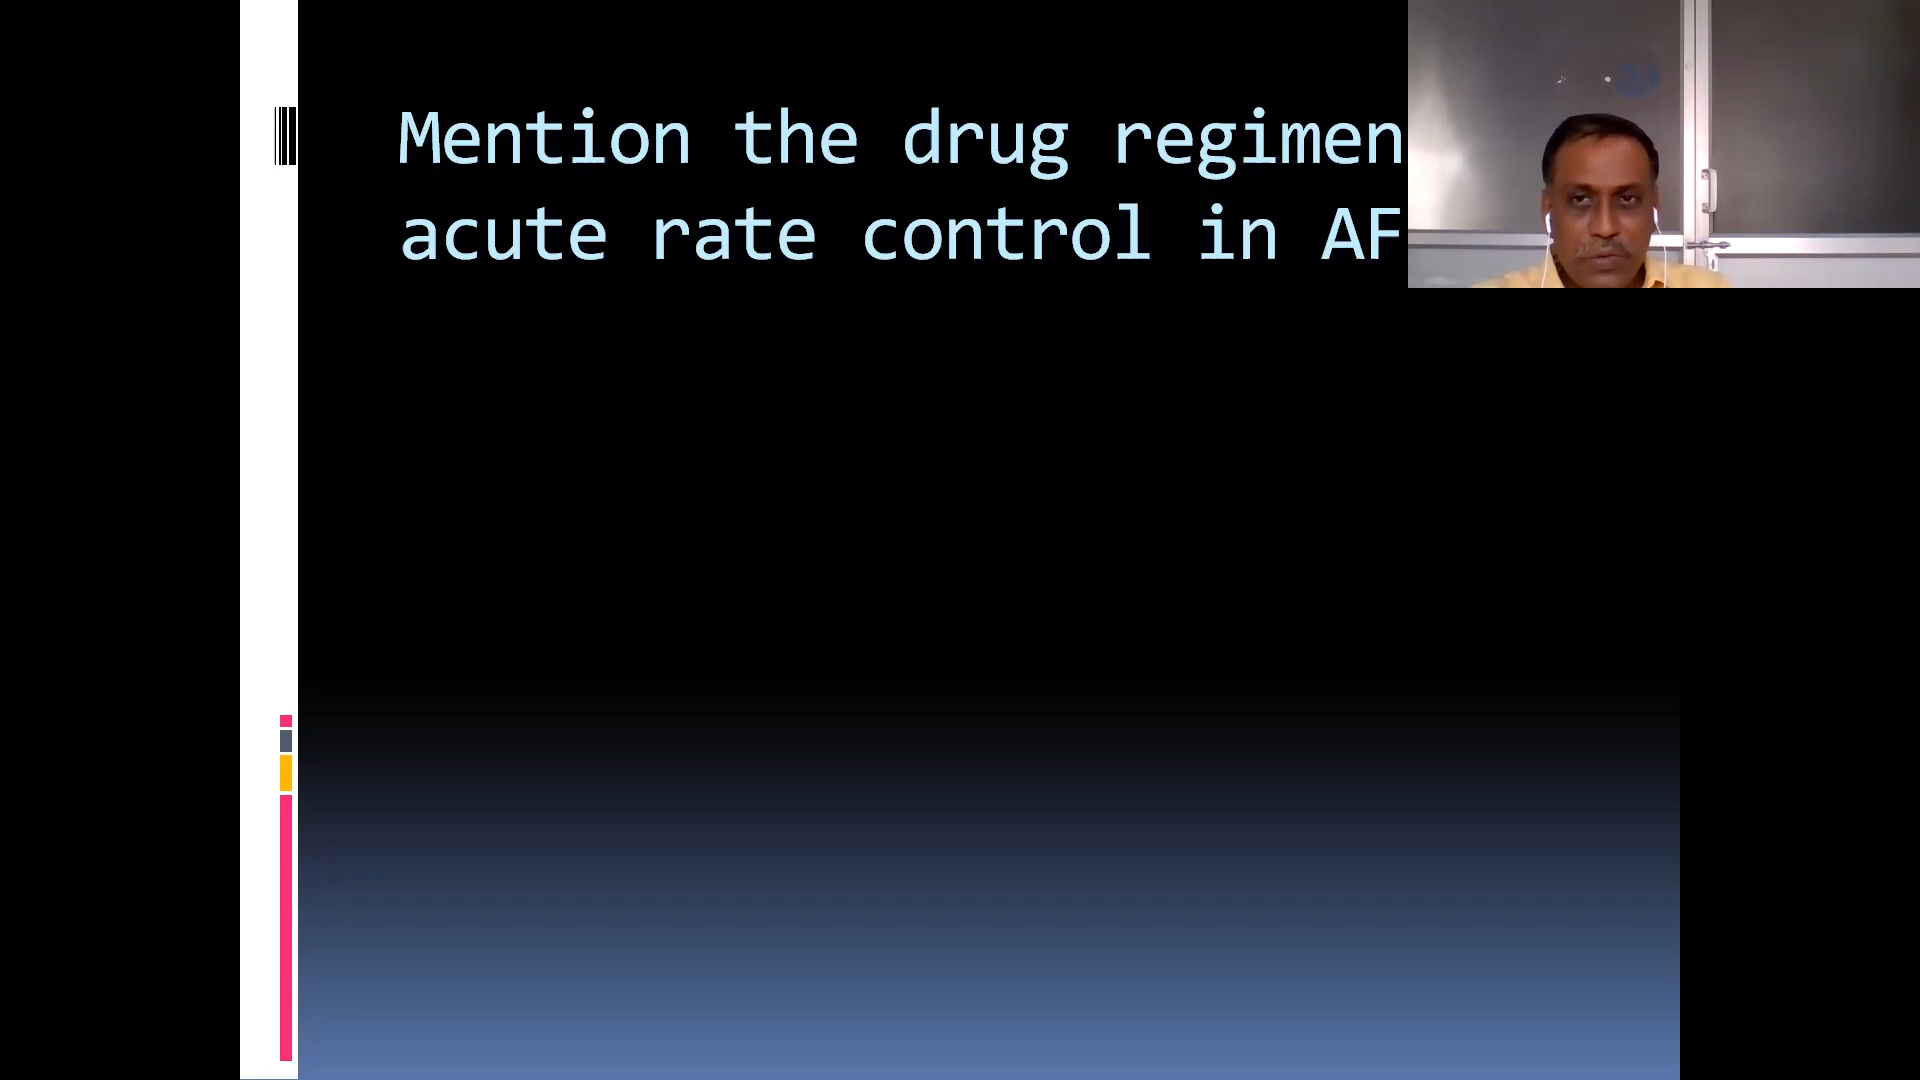 Mention the drug regimen
acute rate control in AF